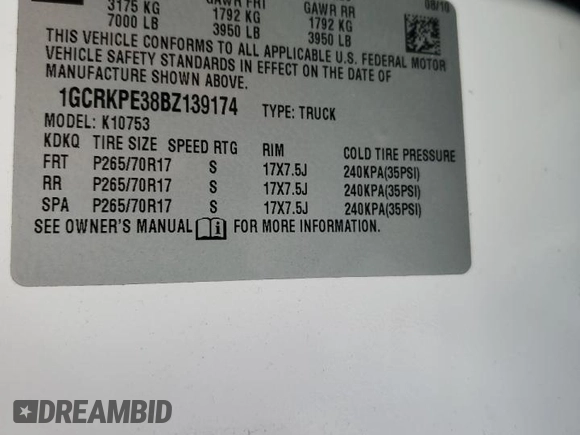 GAWR FRT GAWR RR 08/10
3175 KG 1792 KG 1792 KG
7000 LB 3950 LB 3950 LB
THIS VEHICLE CONFORMS TO ALL APPLICABLE U.S. FEDERAL MOTOR
VEHICLE SAFETY STANDARDS IN EFFECT ON THE DATE OF
MANUFACTURE SHOWN ABOVE.
1GCRKPE38BZ139174 TYPE: TRUCK
MODEL: K10753
KDKQ TIRE SIZE SPEED RTG RIM COLD TIRE PRESSURE
FRT P265/70R17 S 17X7.5J 240KPA(35PSI)
RR P265/70R17 S 17X7.5J 240KPA(35PSI)
SPA P265/70R17 S 17X7.5J 240KPA(35PSI)
SEE OWNER'S MANUAL FOR MORE INFORMATION.
DREAMBID